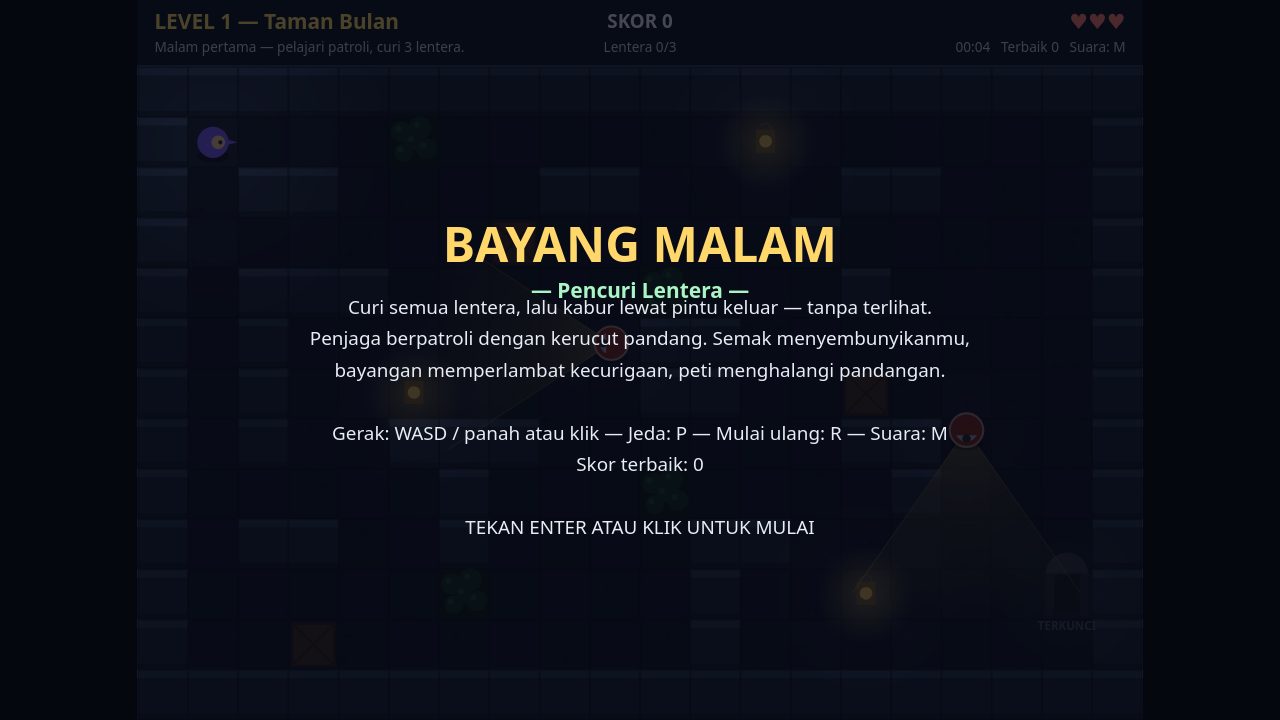 LEVEL 1 — Taman Bulan
SKOR 0
♥♥♥
Malam pertama — pelajari patroli, curi 3 lentera.
Lentera 0/3
00:04 Terbaik 0 Suara: M
BAYANG MALAM
— Pencuri Lentera —
Curi semua lentera, lalu kabur lewat pintu keluar — tanpa terlihat.
Penjaga berpatroli dengan kerucut pandang. Semak menyembunyikanmu,
bayangan memperlambat kecurigaan, peti menghalangi pandangan.
Gerak: WASD / panah atau klik — Jeda: P — Mulai ulang: R — Suara: M
Skor terbaik: 0
TEKAN ENTER ATAU KLIK UNTUK MULAI
TERKUNCI